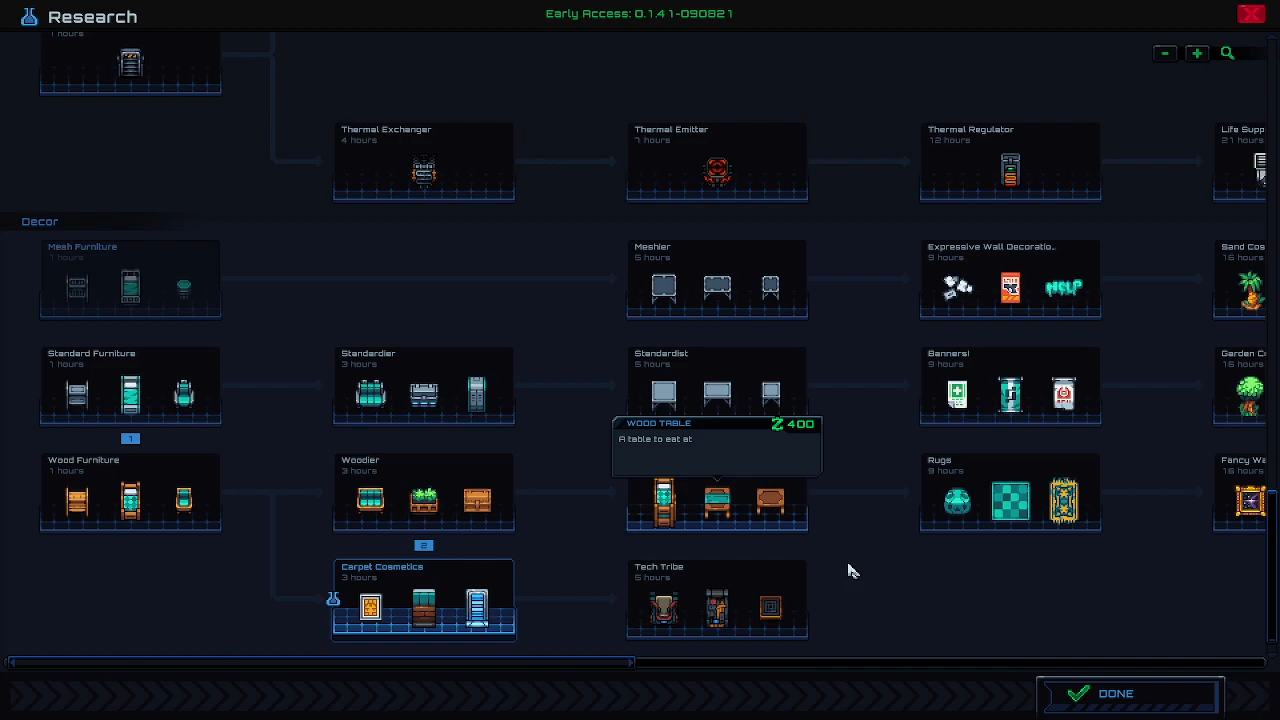 Research
Early Access: 0.1.41-090821
1 hours
Thermal Exchanger
4 hours
Thermal Emitter
7 hours
Thermal Regulator
12 hours
Life Supp
21 hours
Decor
Mesh Furniture
1 hours
Meshier
5 hours
Expressive Wall Decoratio..
9 hours
HELP
Sand Cos
16 hours
Standard Furniture
1 hours
Standardier
3 hours
Standardist
5 hours
Banners!
9 hours
Garden C
16 hours
WOOD TABLE
400
A table to eat at
1
Wood Furniture
1 hours
Woodier
3 hours
Rugs
9 hours
Fancy Wa
16 hours
2
Carpet Cosmetics
3 hours
Tech Tribe
5 hours
DONE